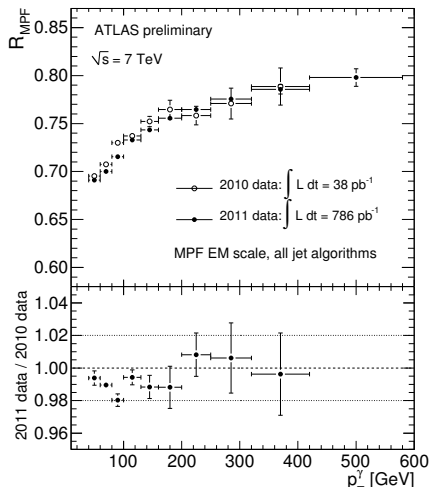 R_MPF
ATLAS preliminary
√s = 7 TeV
0.80
0.75
0.70
0.65
0.60
2010 data: ∫ L dt = 38 pb⁻¹
2011 data: ∫ L dt = 786 pb⁻¹
MPF EM scale, all jet algorithms
2011 data / 2010 data
1.04
1.02
1.00
0.98
0.96
100 200 300 400 500 600
p_T^γ [GeV]